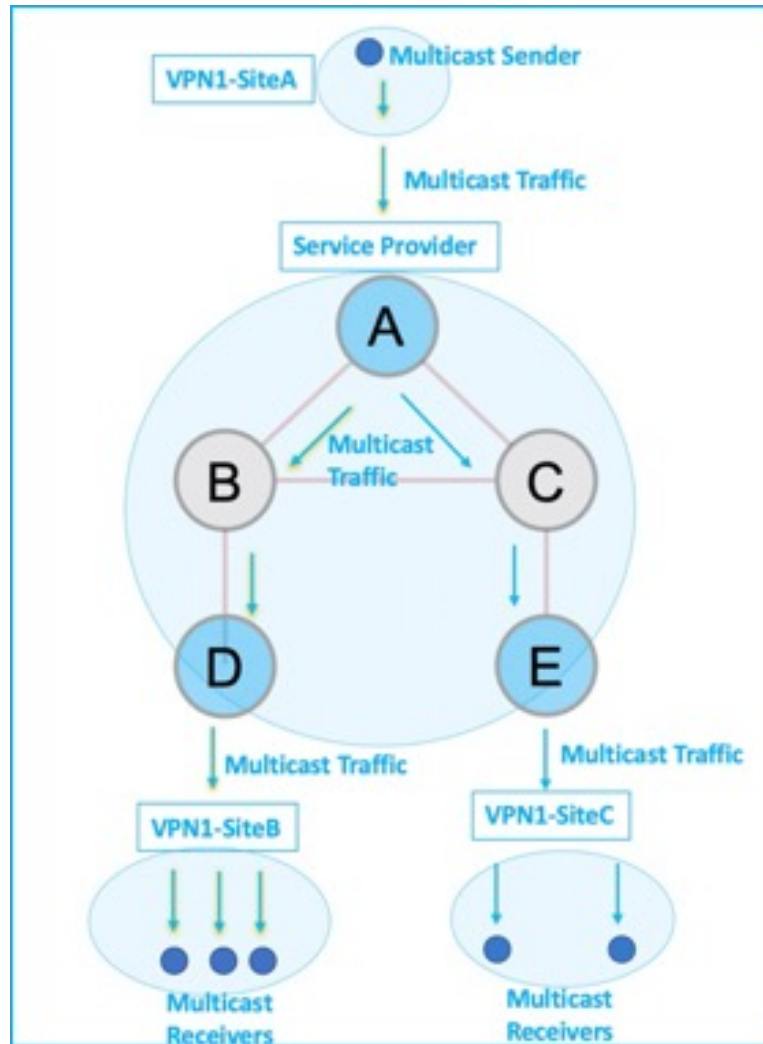 Multicast Sender
VPN1-SiteA
Multicast Traffic
Service Provider
A
Multicast
Traffic
B
C
D
E
Multicast Traffic
Multicast Traffic
VPN1-SiteB
VPN1-SiteC
Multicast
Receivers
Multicast
Receivers